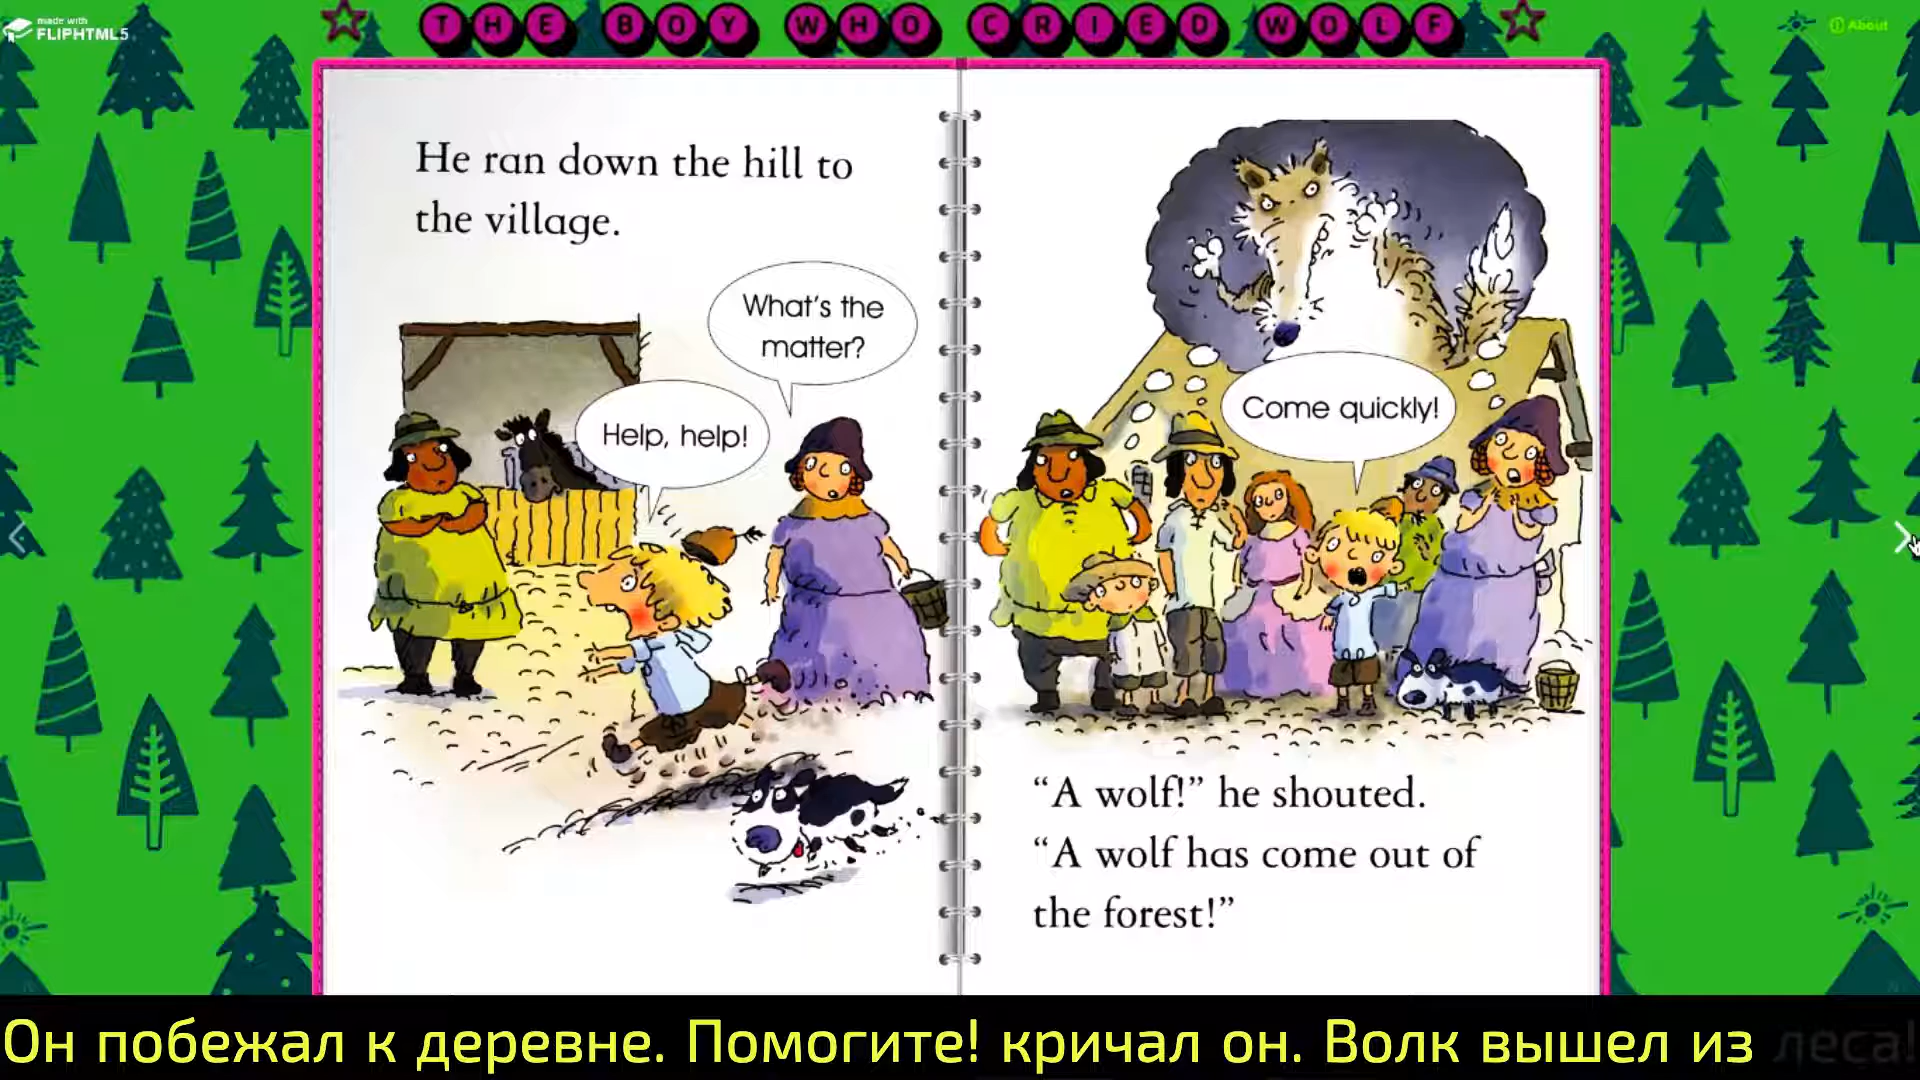 made with
FLIPHTML5
THE BOY WHO CRIED WOLF
About
He ran down the hill to
the village.
What's the
matter?
Help, help!
Come quickly!
“A wolf!” he shouted.
“A wolf has come out of
the forest!”
Он побежал к деревне. Помогите! кричал он. Волк вышел из леса!